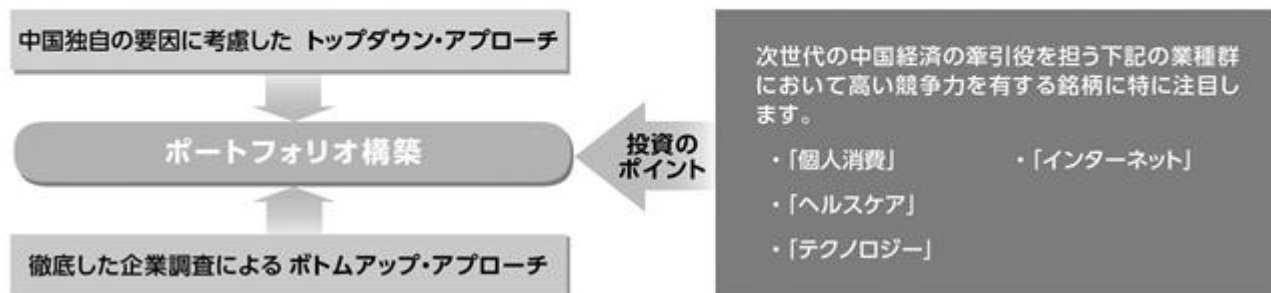 中国独自の要因に考慮した トップダウン・アプローチ
ポートフォリオ構築
徹底した企業調査による ボトムアップ・アプローチ
投資の
ポイント
次世代の中国経済の牽引役を担う下記の業種群
において高い競争力を有する銘柄に特に注目し
ます。
・「個人消費」 ・「インターネット」
・「ヘルスケア」
・「テクノロジー」